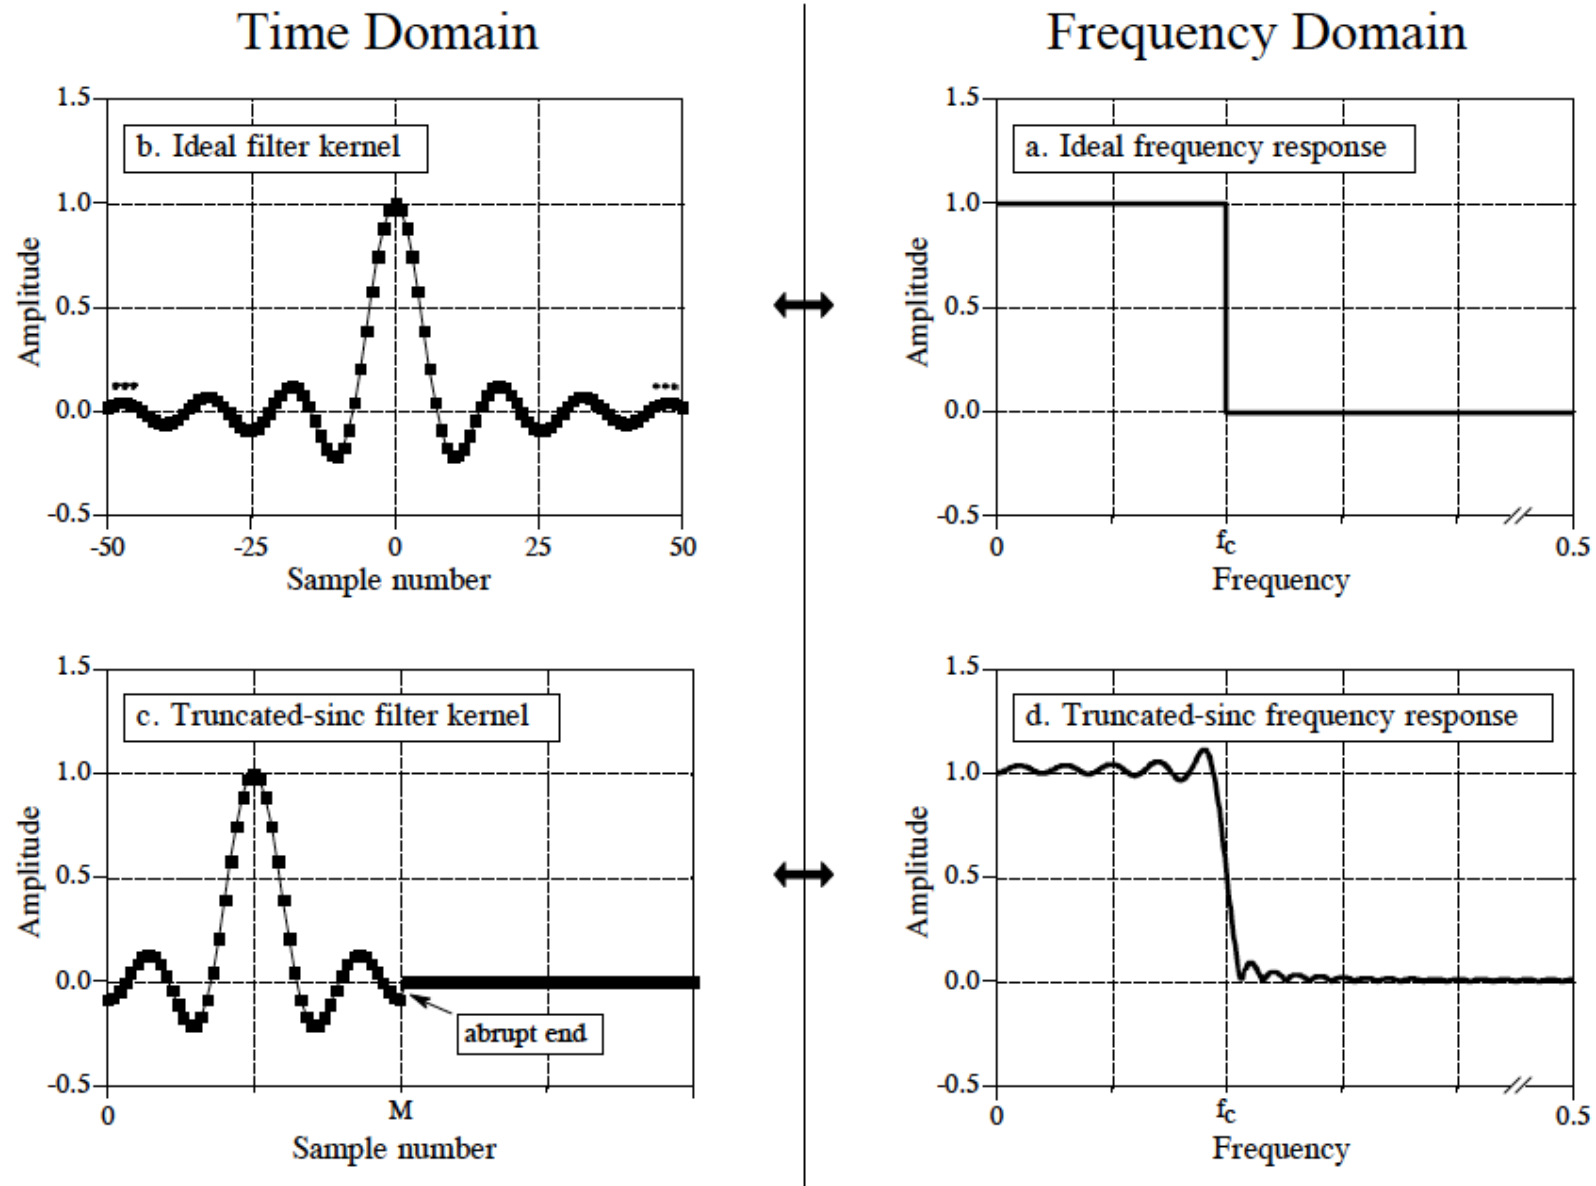 Time Domain
Frequency Domain
1.5
b. Ideal filter kernel
1.0
0.5
0.0
-0.5
Amplitude
-50
-25
0
25
50
Sample number
1.5
a. Ideal frequency response
1.0
0.5
0.0
-0.5
Amplitude
0
fc
0.5
Frequency
1.5
c. Truncated-sinc filter kernel
1.0
0.5
0.0
abrupt end
-0.5
Amplitude
0
M
Sample number
1.5
d. Truncated-sinc frequency response
1.0
0.5
0.0
-0.5
Amplitude
0
fc
0.5
Frequency